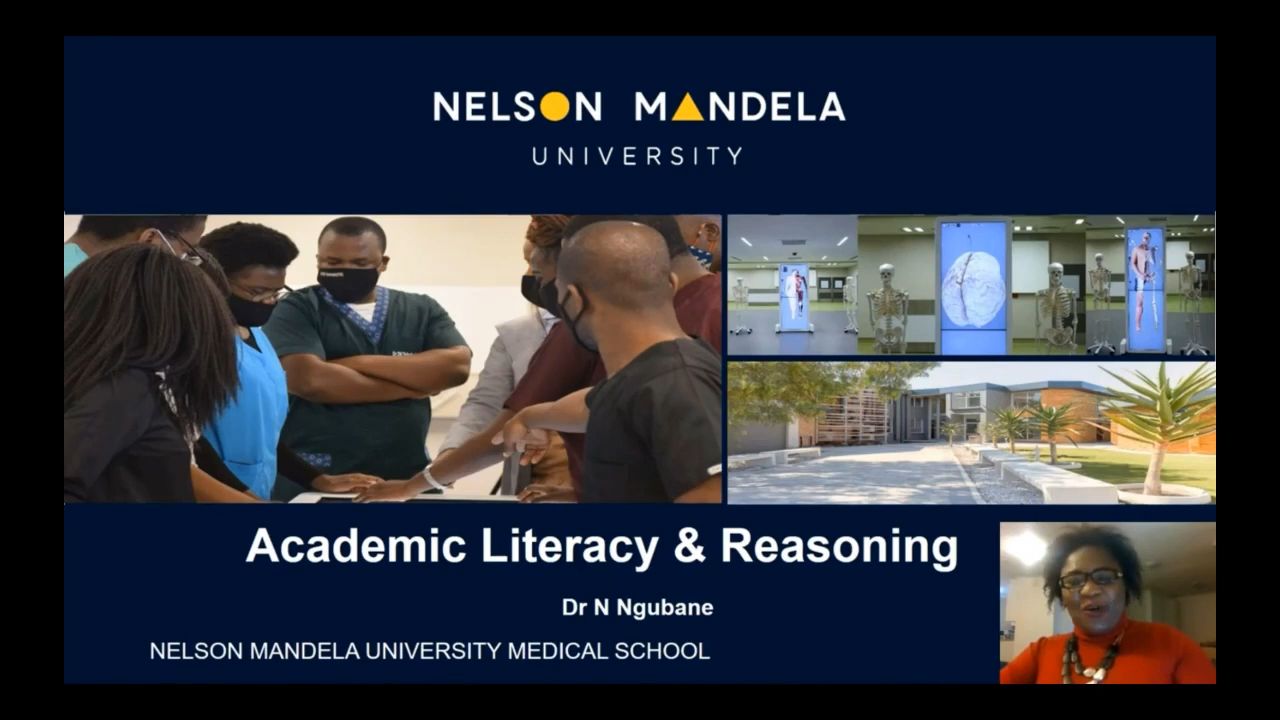 NELSON MANDELA
UNIVERSITY
Academic Literacy & Reasoning
Dr N Ngubane
NELSON MANDELA UNIVERSITY MEDICAL SCHOOL